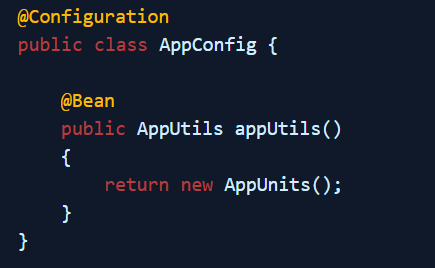 @Configuration
public class AppConfig {
@Bean
public AppUtils appUtils()
{
return new AppUnits();
}
}